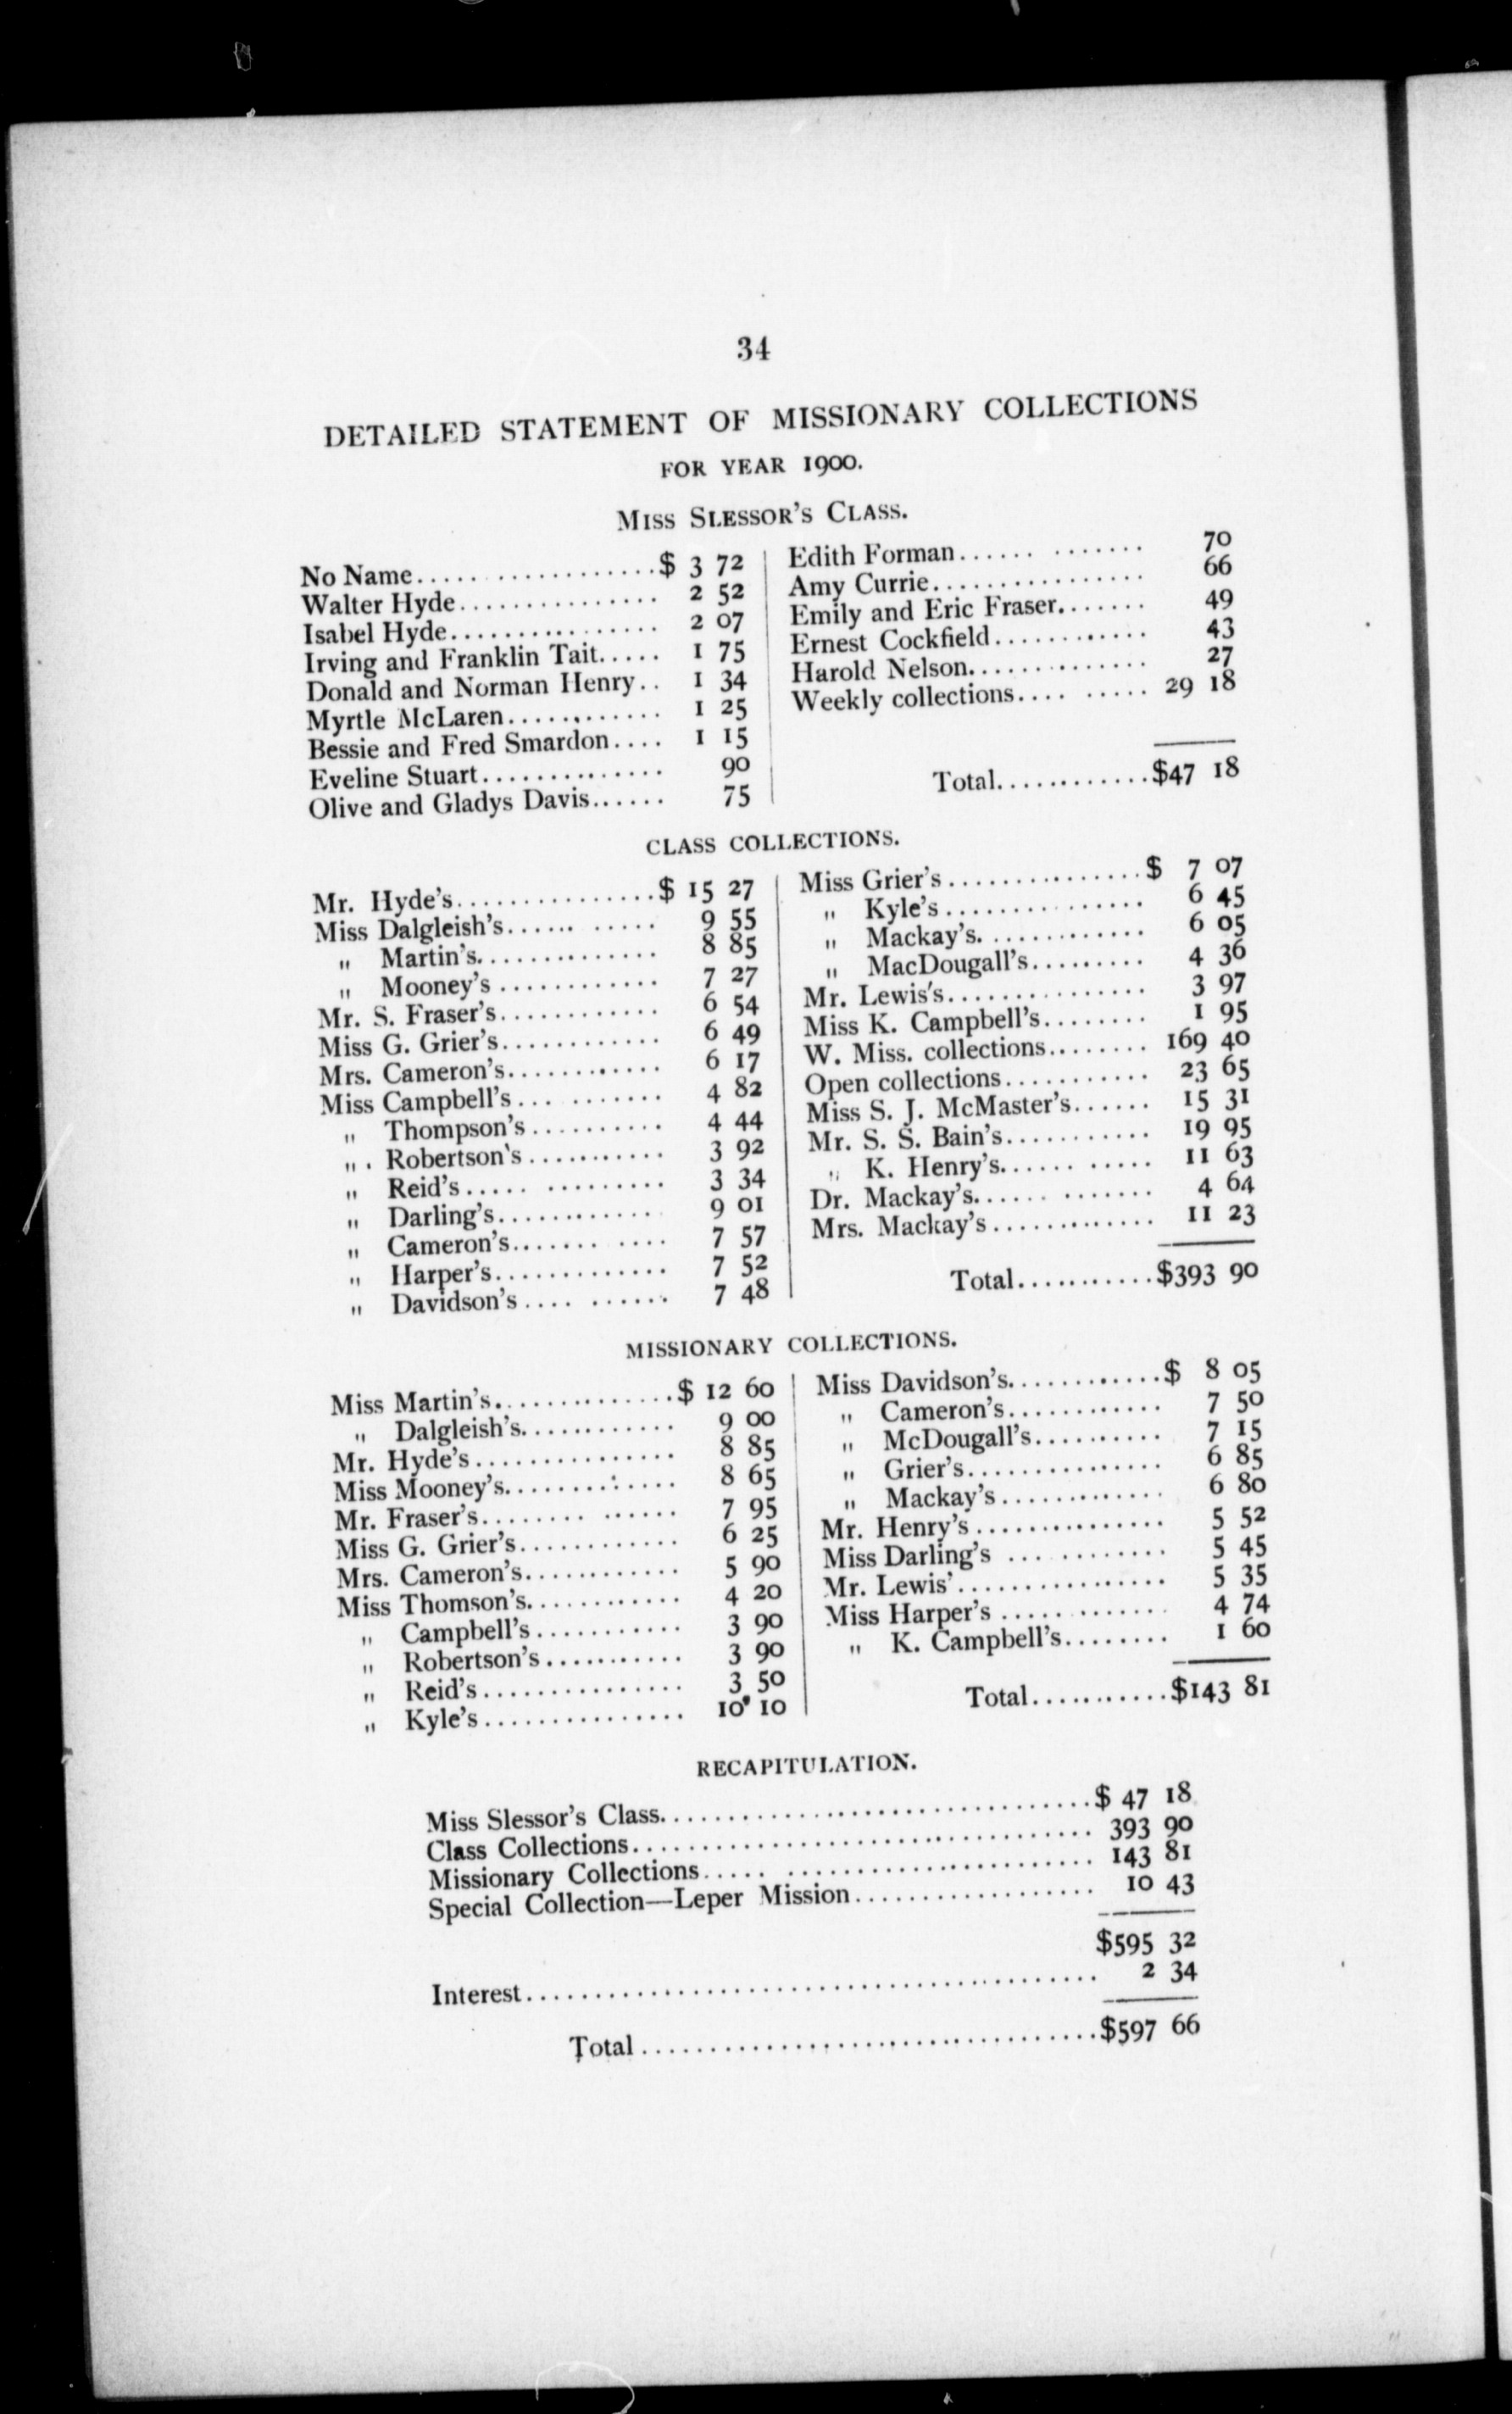 34
DETAILED STATEMENT OF MISSIONARY COLLECTIONS
FOR YEAR 1900.
MISS SLESSOR'S CLASS.
No Name...................$ 3 72
Walter Hyde............... 2 52
Isabel Hyde................ 2 07
Irving and Franklin Tait..... 1 75
Donald and Norman Henry.. 1 34
Myrtle McLaren............ 1 25
Bessie and Fred Smardon.... 1 15
Eveline Stuart.............. 90
Olive and Gladys Davis...... 75
Edith Forman...... ....... 70
Amy Currie................ 66
Emily and Eric Fraser....... 49
Ernest Cockfield............ 43
Harold Nelson.............. 27
Weekly collections.... ..... 29 18
Total............$47 18
CLASS COLLECTIONS.
Mr. Hyde's...............$ 15 27
Miss Dalgleish's...... ..... 9 55
" Martin's.............. 8 85
" Mooney's ............ 7 27
Mr. S. Fraser's............ 6 54
Miss G. Grier's............ 6 49
Mrs. Cameron's............ 6 17
Miss Campbell's... ....... 4 82
" Thompson's.......... 4 44
" Robertson's........... 3 92
" Reid's..... ......... 3 34
" Darling's............. 9 01
" Cameron's....... .... 7 57
" Harper's............. 7 52
" Davidson's.... ...... 7 48
Miss Grier's...............$ 7 07
" Kyle's............... 6 45
" Mackay's............. 6 05
" MacDougall's......... 4 36
Mr. Lewis's............... 3 97
Miss K. Campbell's........ 1 95
W. Miss. collections........ 169 40
Open collections........... 23 65
Miss S. J. McMaster's...... 15 31
Mr. S. S. Bain's........... 19 95
" K. Henry's...... ..... 11 63
Dr. Mackay's...... ....... 4 64
Mrs. Mackay's............. 11 23
Total...........$393 90
MISSIONARY COLLECTIONS.
Miss Martin's..............$ 12 60
" Dalgleish's............ 9 00
Mr. Hyde's............... 8 85
Miss Mooney's............. 8 65
Mr. Fraser's........ ...... 7 95
Miss G. Grier's............ 6 25
Mrs. Cameron's............ 5 90
Miss Thomson's............ 4 20
" Campbell's........... 3 90
" Robertson's........... 3 90
" Reid's............... 3 50
" Kyle's............... 10 10
Miss Davidson's............$ 8 05
" Cameron's............ 7 50
" McDougall's.......... 7 15
" Grier's............... 6 85
" Mackay's............. 6 80
Mr. Henry's............... 5 52
Miss Darling's ............ 5 45
Mr. Lewis'................ 5 35
Miss Harper's ............. 4 74
" K. Campbell's........ 1 60
Total...........$143 81
RECAPITULATION.
Miss Slessor's Class................................$ 47 18
Class Collections.................................. 393 90
Missionary Collections..... ....................... 143 81
Special Collection—Leper Mission.................. 10 43
$595 32
Interest.......................................... 2 34
Total..................................$597 66